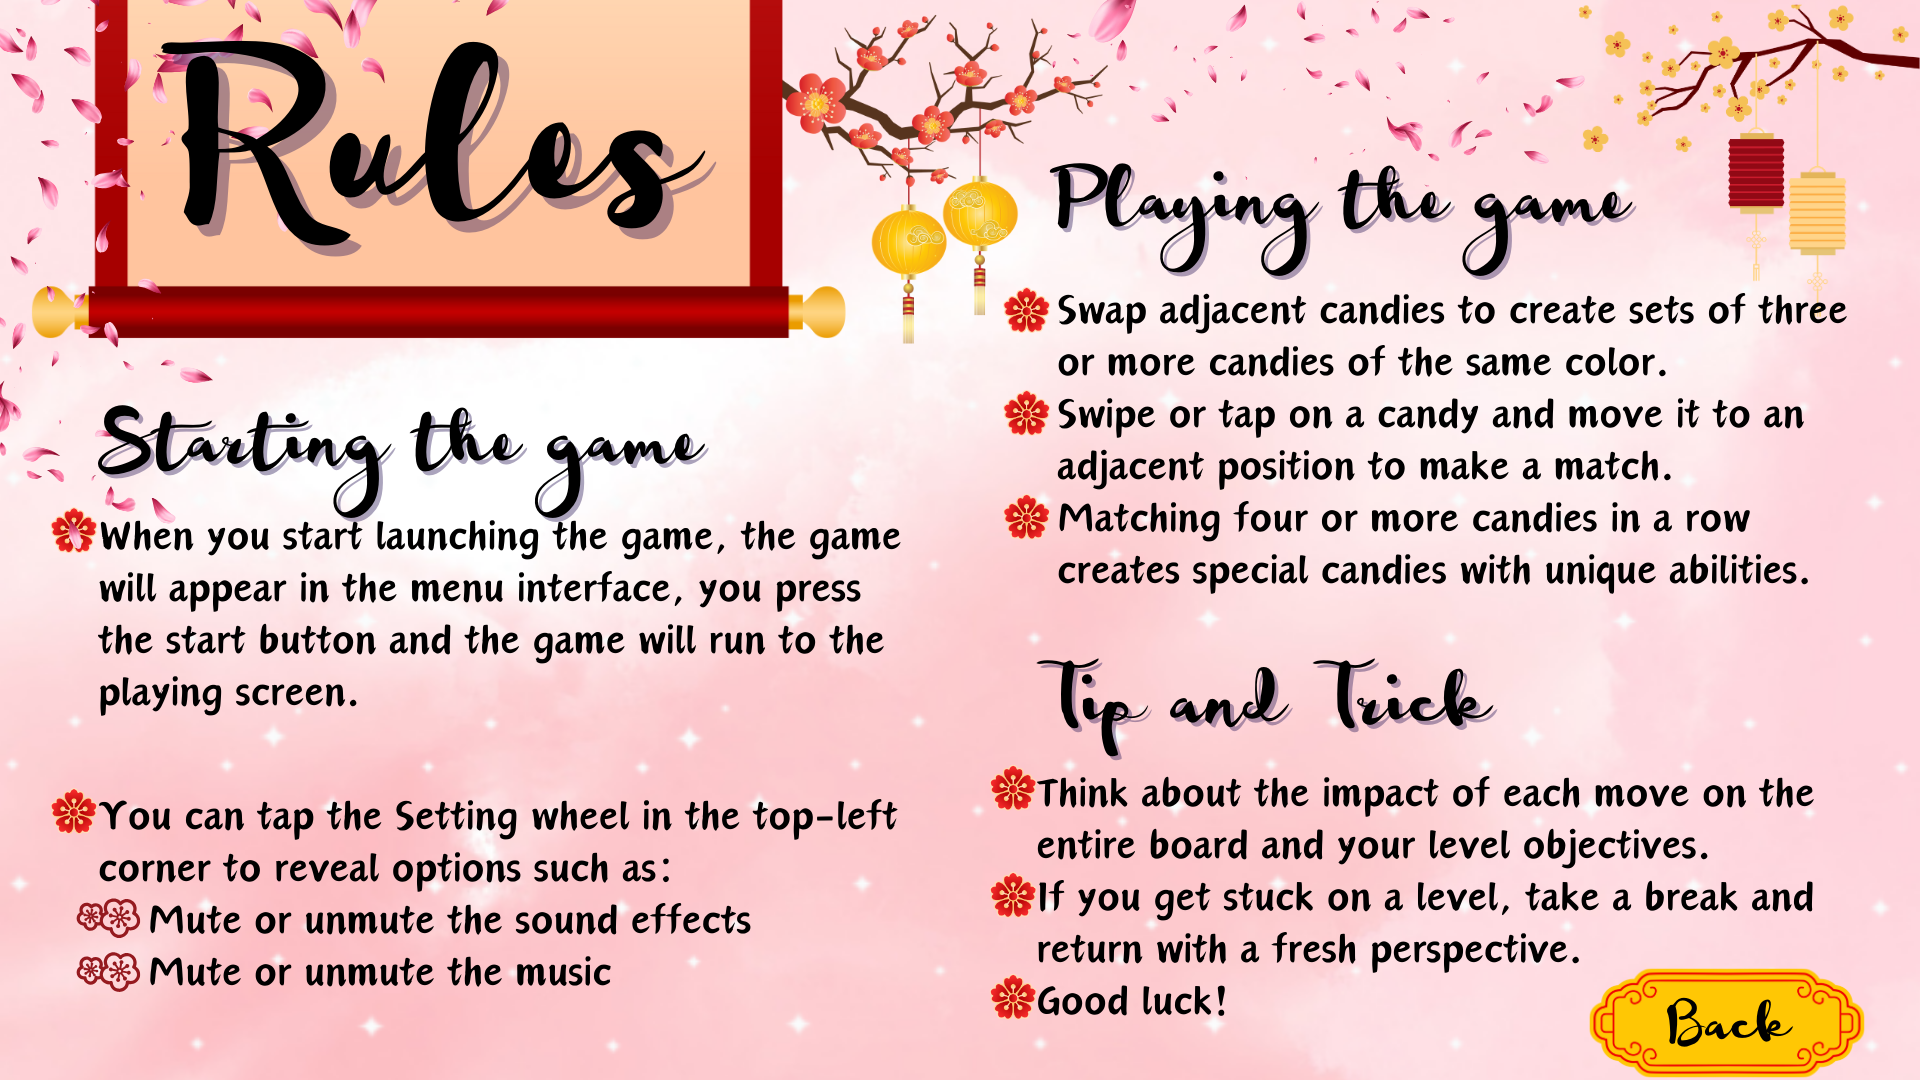 Rules
Starting the game
When you start launching the game, the game
will appear in the menu interface, you press
the start button and the game will run to the
playing screen.
You can tap the Setting wheel in the top-left
corner to reveal options such as:
Mute or unmute the sound effects
Mute or unmute the music
Playing the game
Swap adjacent candies to create sets of three
or more candies of the same color.
Swipe or tap on a candy and move it to an
adjacent position to make a match.
Matching four or more candies in a row
creates special candies with unique abilities.
Tip and Trick
Think about the impact of each move on the
entire board and your level objectives.
If you get stuck on a level, take a break and
return with a fresh perspective.
Good luck!
Back